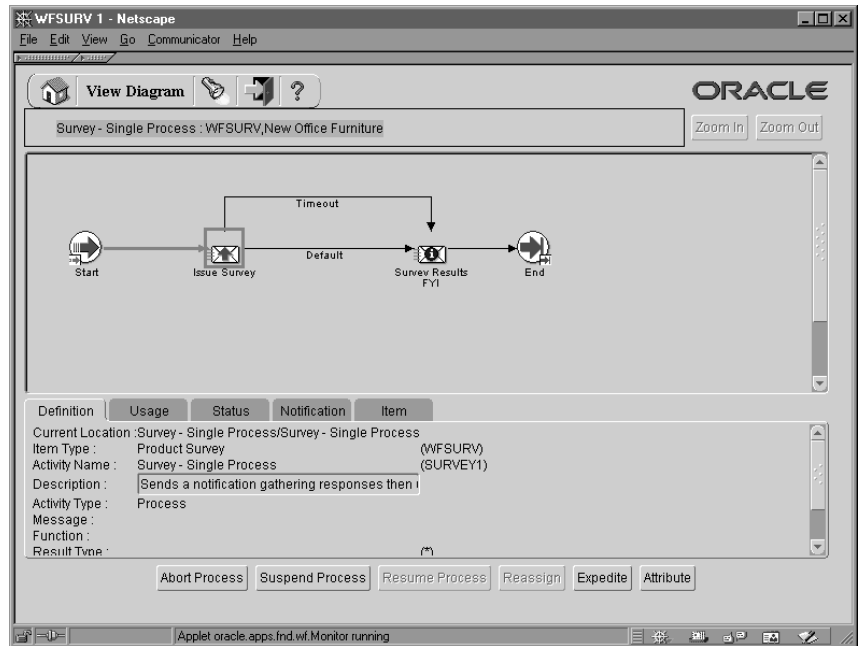 WFSURV 1 - Netscape
File Edit View Go Communicator Help
View Diagram ?
ORACLE
Survey - Single Process : WFSURV,New Office Furniture
Zoom In Zoom Out
Timeout
Default
Start
Issue Survey
Survey Results
FYI
End
Definition Usage Status Notification Item
Current Location :Survey - Single Process/Survey - Single Process
Item Type : Product Survey (WFSURV)
Activity Name : Survey - Single Process (SURVEY1)
Description : Sends a notification gathering responses then
Activity Type : Process
Message :
Function :
Result Type : (*)
Abort Process Suspend Process Resume Process Reassign Expedite Attribute
Applet oracle.apps.fnd.wf.Monitor running